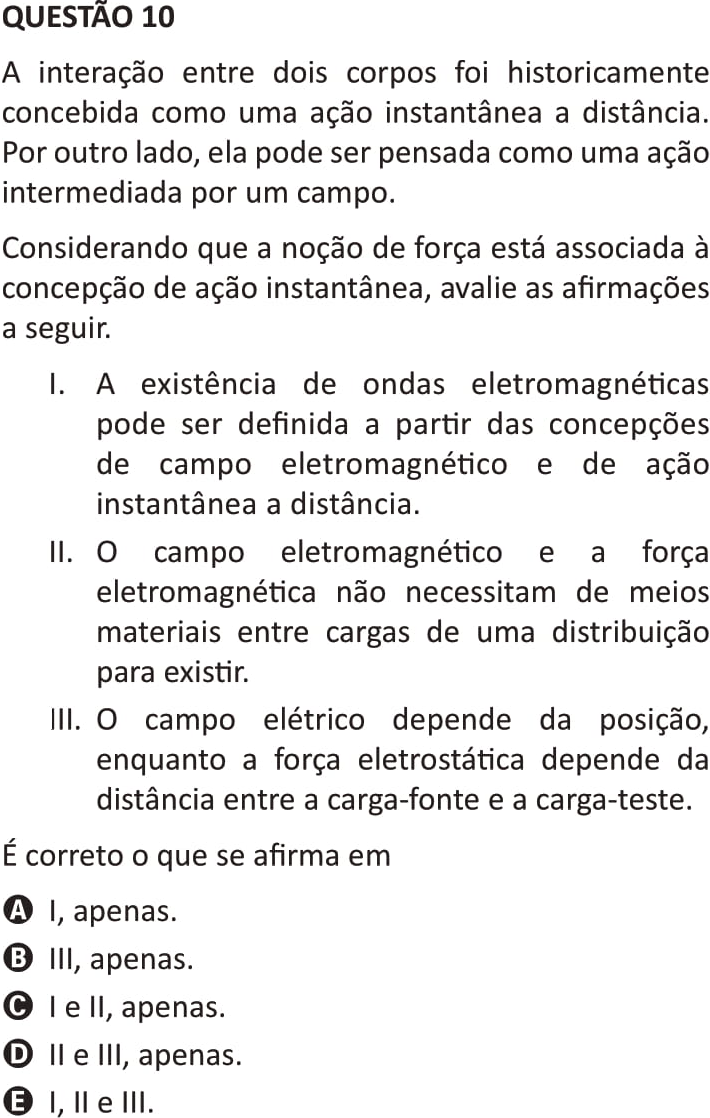 QUESTÃO 10
A interação entre dois corpos foi historicamente
concebida como uma ação instantânea a distância.
Por outro lado, ela pode ser pensada como uma ação
intermediada por um campo.
Considerando que a noção de força está associada à
concepção de ação instantânea, avalie as afirmações
a seguir.
I. A existência de ondas eletromagnéticas
pode ser definida a partir das concepções
de campo eletromagnético e de ação
instantânea a distância.
II. O campo eletromagnético e a força
eletromagnética não necessitam de meios
materiais entre cargas de uma distribuição
para existir.
III. O campo elétrico depende da posição,
enquanto a força eletrostática depende da
distância entre a carga-fonte e a carga-teste.
É correto o que se afirma em
A I, apenas.
B III, apenas.
C I e II, apenas.
D II e III, apenas.
E I, II e III.